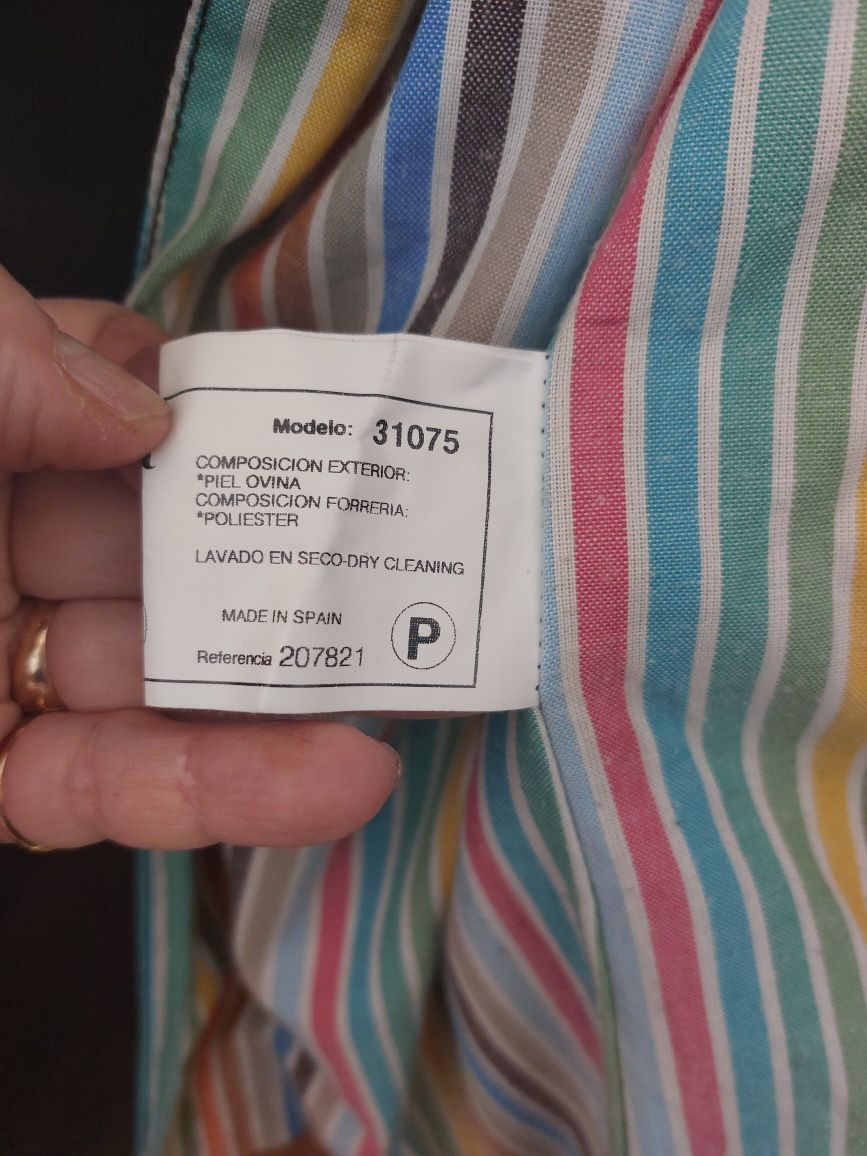 Modelo: 31075
COMPOSICION EXTERIOR:
*PIEL OVINA
COMPOSICION FORRERIA:
*POLIESTER
LAVADO EN SECO-DRY CLEANING
MADE IN SPAIN
P
Referencia 207821